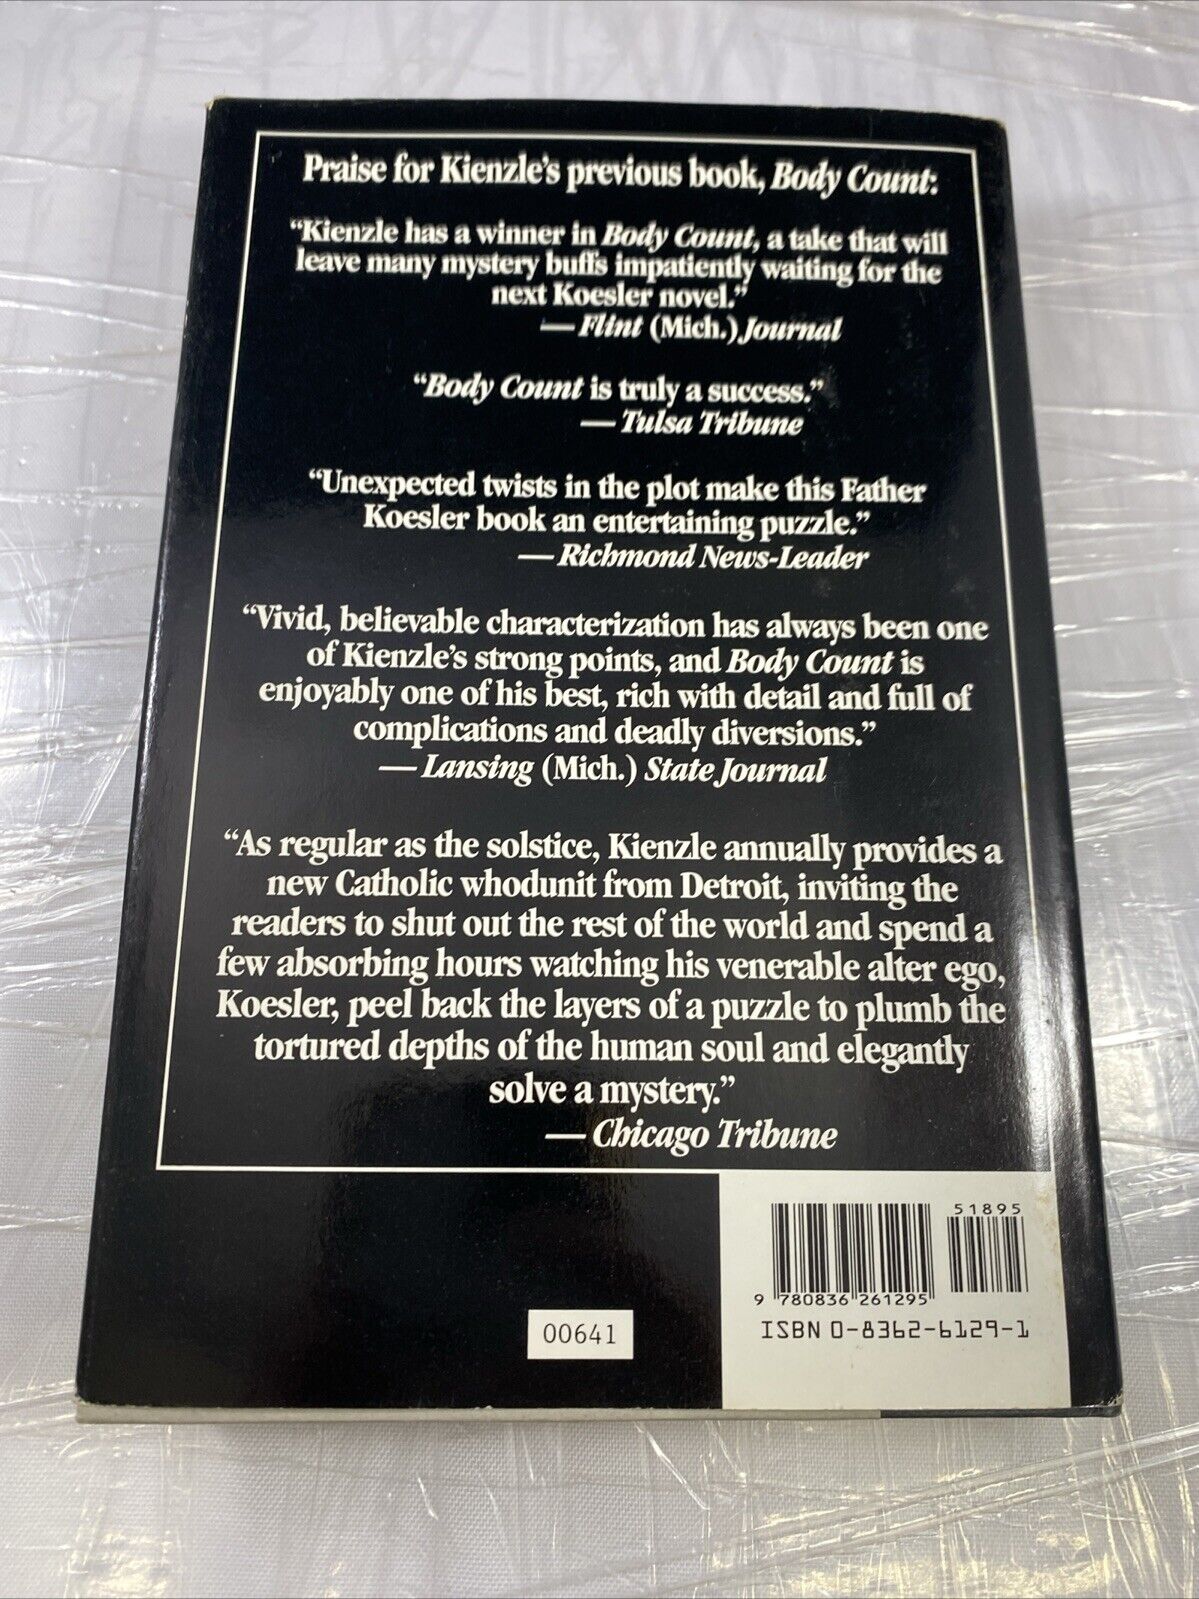 Praise for Kienzle's previous book, Body Count:
“Kienzle has a winner in Body Count, a take that will
leave many mystery buffs impatiently waiting for the
next Koesler novel.”
— Flint (Mich.) Journal
“Body Count is truly a success.”
— Tulsa Tribune
“Unexpected twists in the plot make this Father
Koesler book an entertaining puzzle.”
— Richmond News-Leader
“Vivid, believable characterization has always been one
of Kienzle's strong points, and Body Count is
enjoyably one of his best, rich with detail and full of
complications and deadly diversions.”
— Lansing (Mich.) State Journal
“As regular as the solstice, Kienzle annually provides a
new Catholic whodunit from Detroit, inviting the
readers to shut out the rest of the world and spend a
few absorbing hours watching his venerable alter ego,
Koesler, peel back the layers of a puzzle to plumb the
tortured depths of the human soul and elegantly
solve a mystery.”
— Chicago Tribune
51895
9 780836 261295
ISBN 0-8362-6129-1
00641